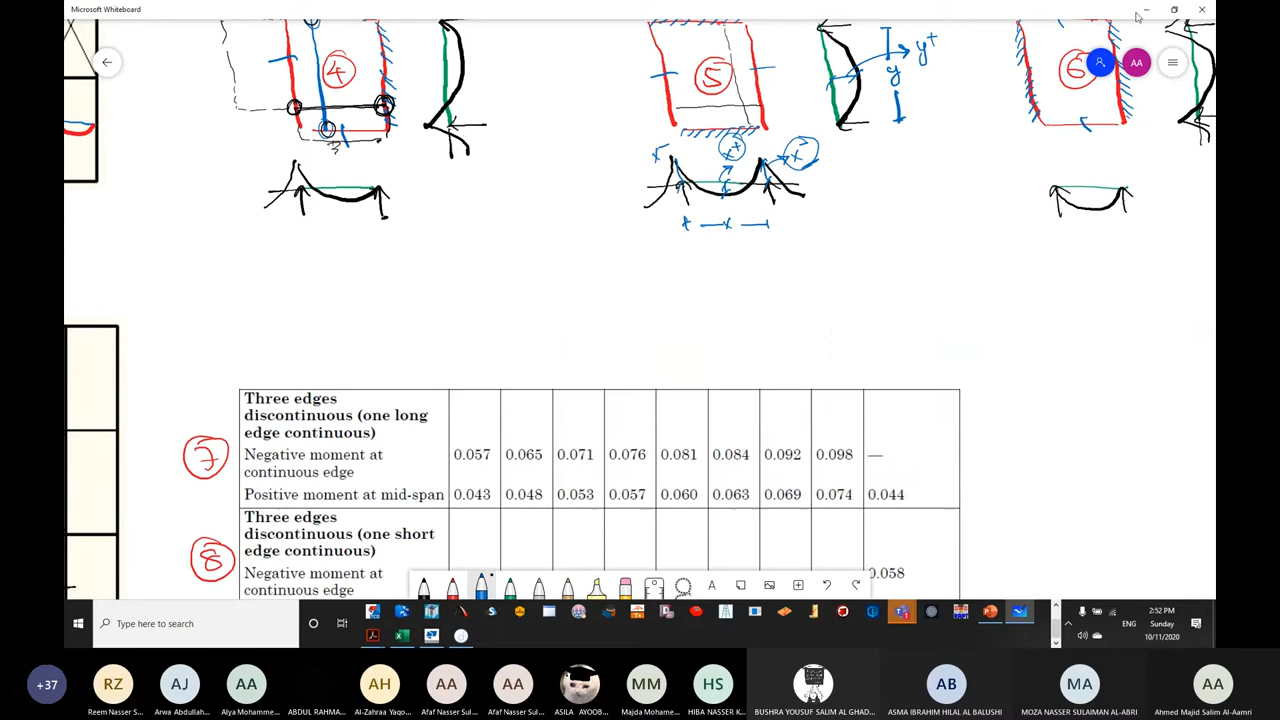 Microsoft Whiteboard
4
5
y+
y
6
AA
x-
x+
x-
x
7
Three edges
discontinuous (one long
edge continuous)
Negative moment at
continuous edge
0.057 0.065 0.071 0.076 0.081 0.084 0.092 0.098 —
Positive moment at mid-span 0.043 0.048 0.053 0.057 0.060 0.063 0.069 0.074 0.044
8
Three edges
discontinuous (one short
edge continuous)
Negative moment at
continuous edge
0.058
A
Type here to search
2:52 PM
ENG
Sunday
10/11/2020
+37 RZ AJ AA AH AA AA MM HS AB MA AA
Reem Nasser S... Arwa Abdullah... Alya Mohamme... ABDUL RAHMA... Al-Zahraa Yaqo... Afaf Nasser Sul... Afaf Nasser Sul... ASILA AYOOB... Majda Mohame... HIBA NASSER K... BUSHRA YOUSUF SALIM AL GHAD... ASMA IBRAHIM HILAL AL BALUSHI MOZA NASSER SULAIMAN AL-ABRI Ahmed Majid Salim Al-Aamri